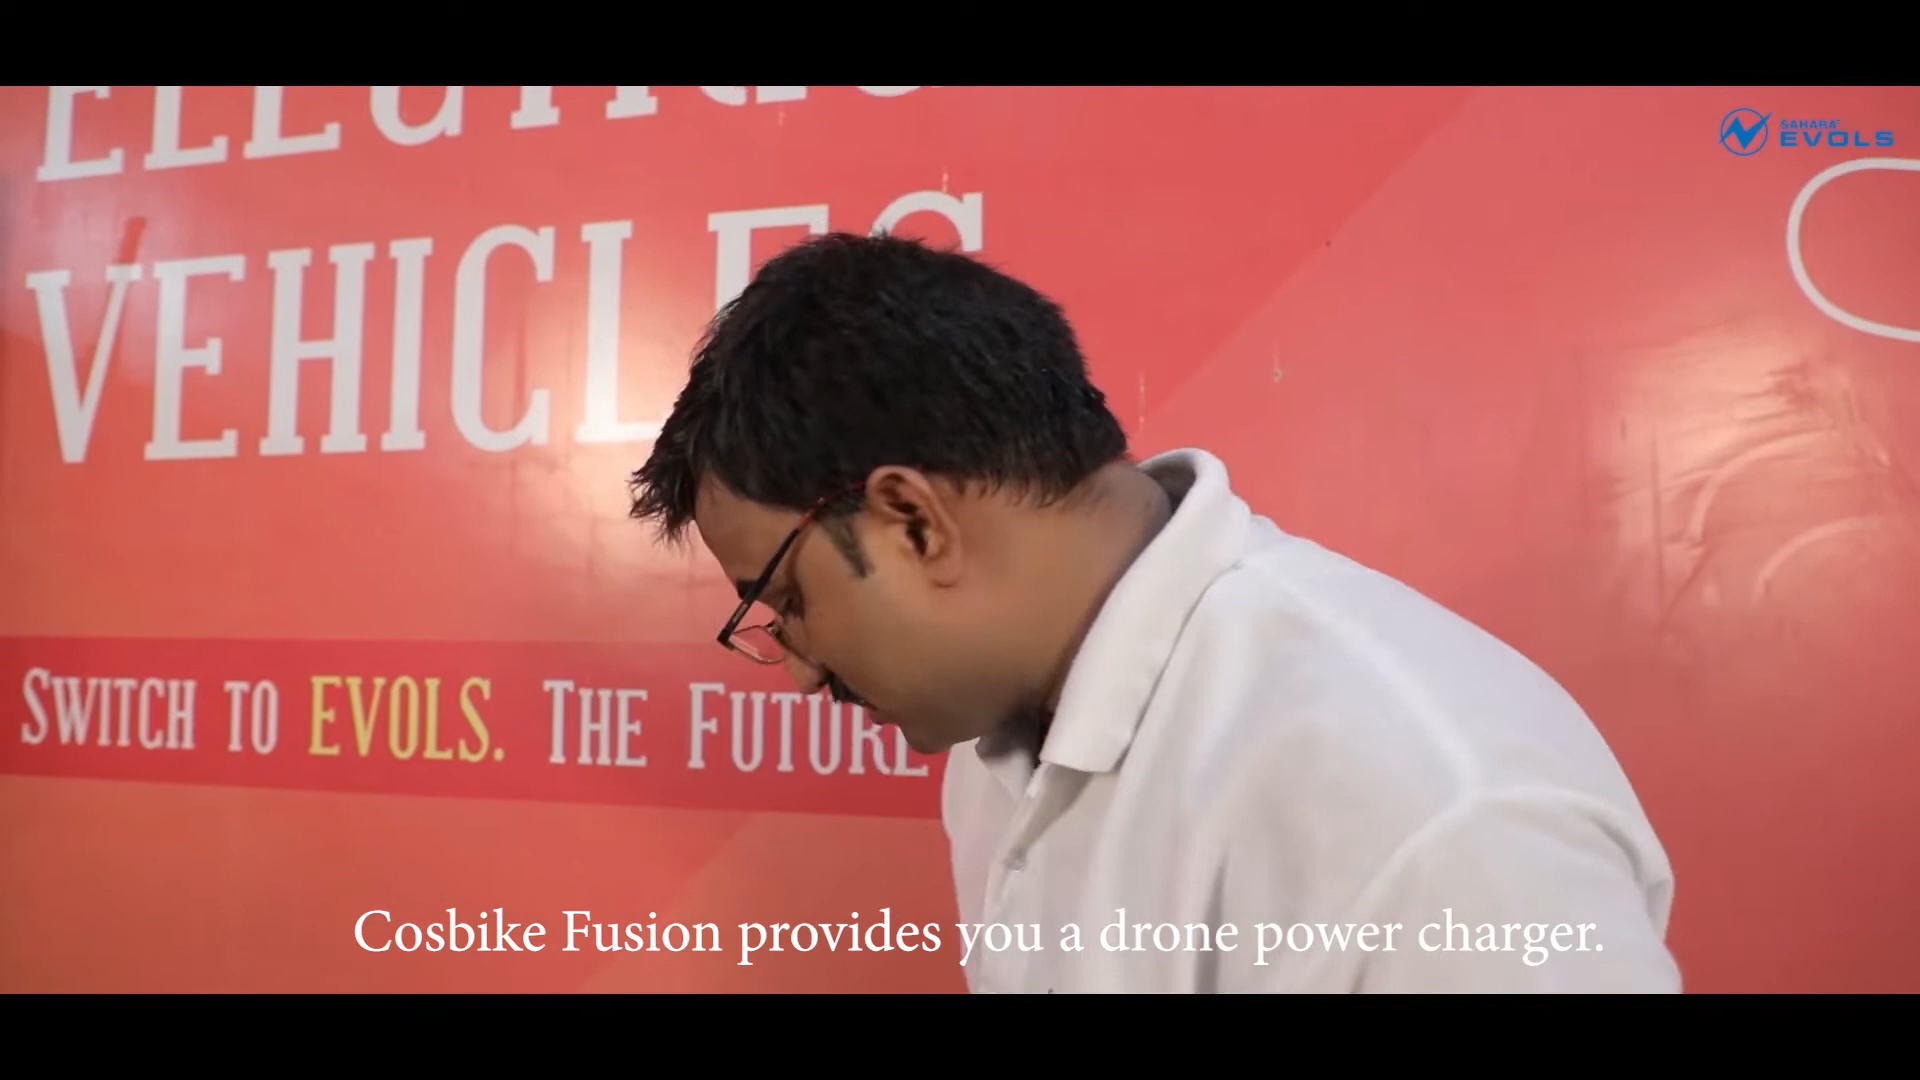 SAHARA
EVOLS
VEHICLES
SWITCH TO EVOLS. THE FUTURE
Cosbike Fusion provides you a drone power charger.